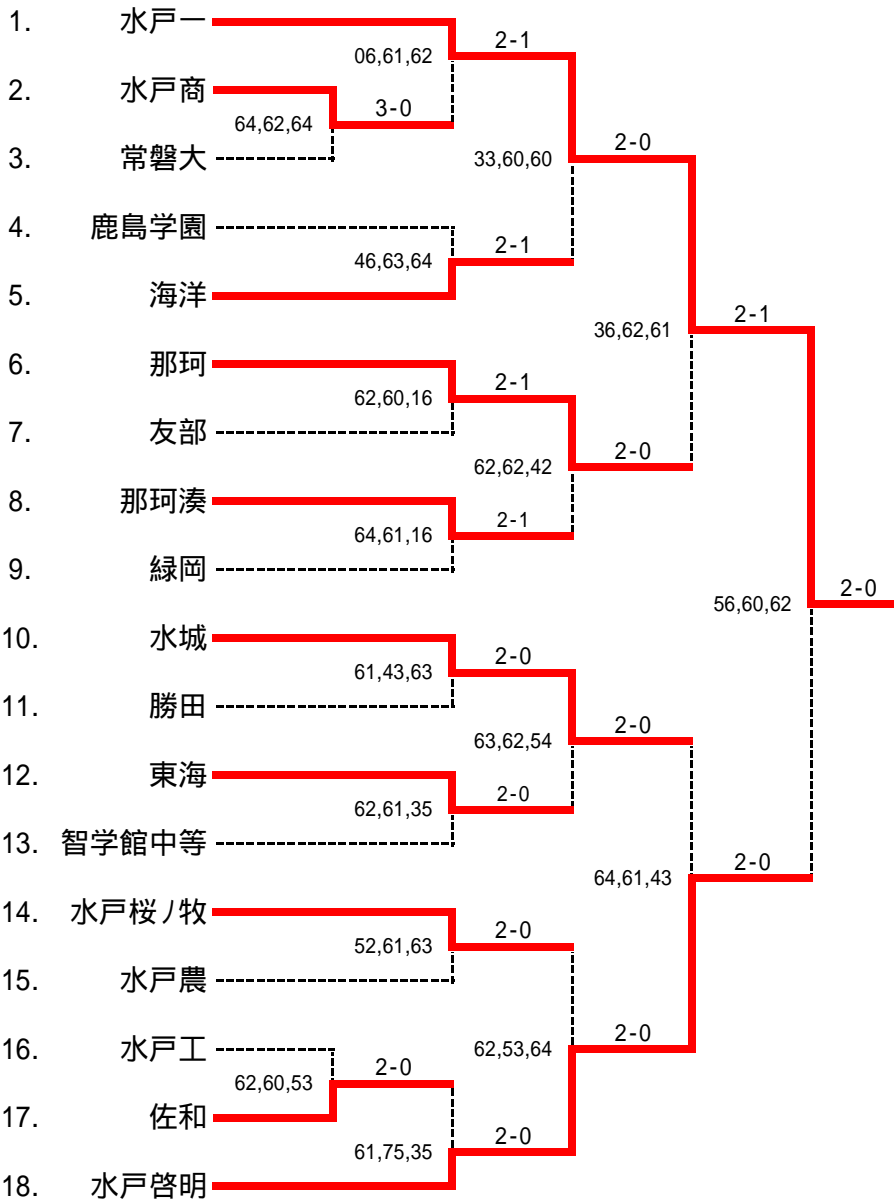 1. 水戸一
2-1
06,61,62
2. 水戸商
3-0
64,62,64
2-0
3. 常磐大
33,60,60
4. 鹿島学園
2-1
46,63,64
5. 海洋
2-1
36,62,61
6. 那珂
2-1
62,60,16
7. 友部
2-0
62,62,42
8. 那珂湊
2-1
64,61,16
9. 緑岡
2-0
56,60,62
10. 水城
2-0
61,43,63
11. 勝田
2-0
63,62,54
12. 東海
2-0
62,61,35
13. 智学館中等
2-0
64,61,43
14. 水戸桜ノ牧
2-0
52,61,63
15. 水戸農
2-0
16. 水戸工
62,53,64
2-0
62,60,53
17. 佐和
2-0
61,75,35
18. 水戸啓明